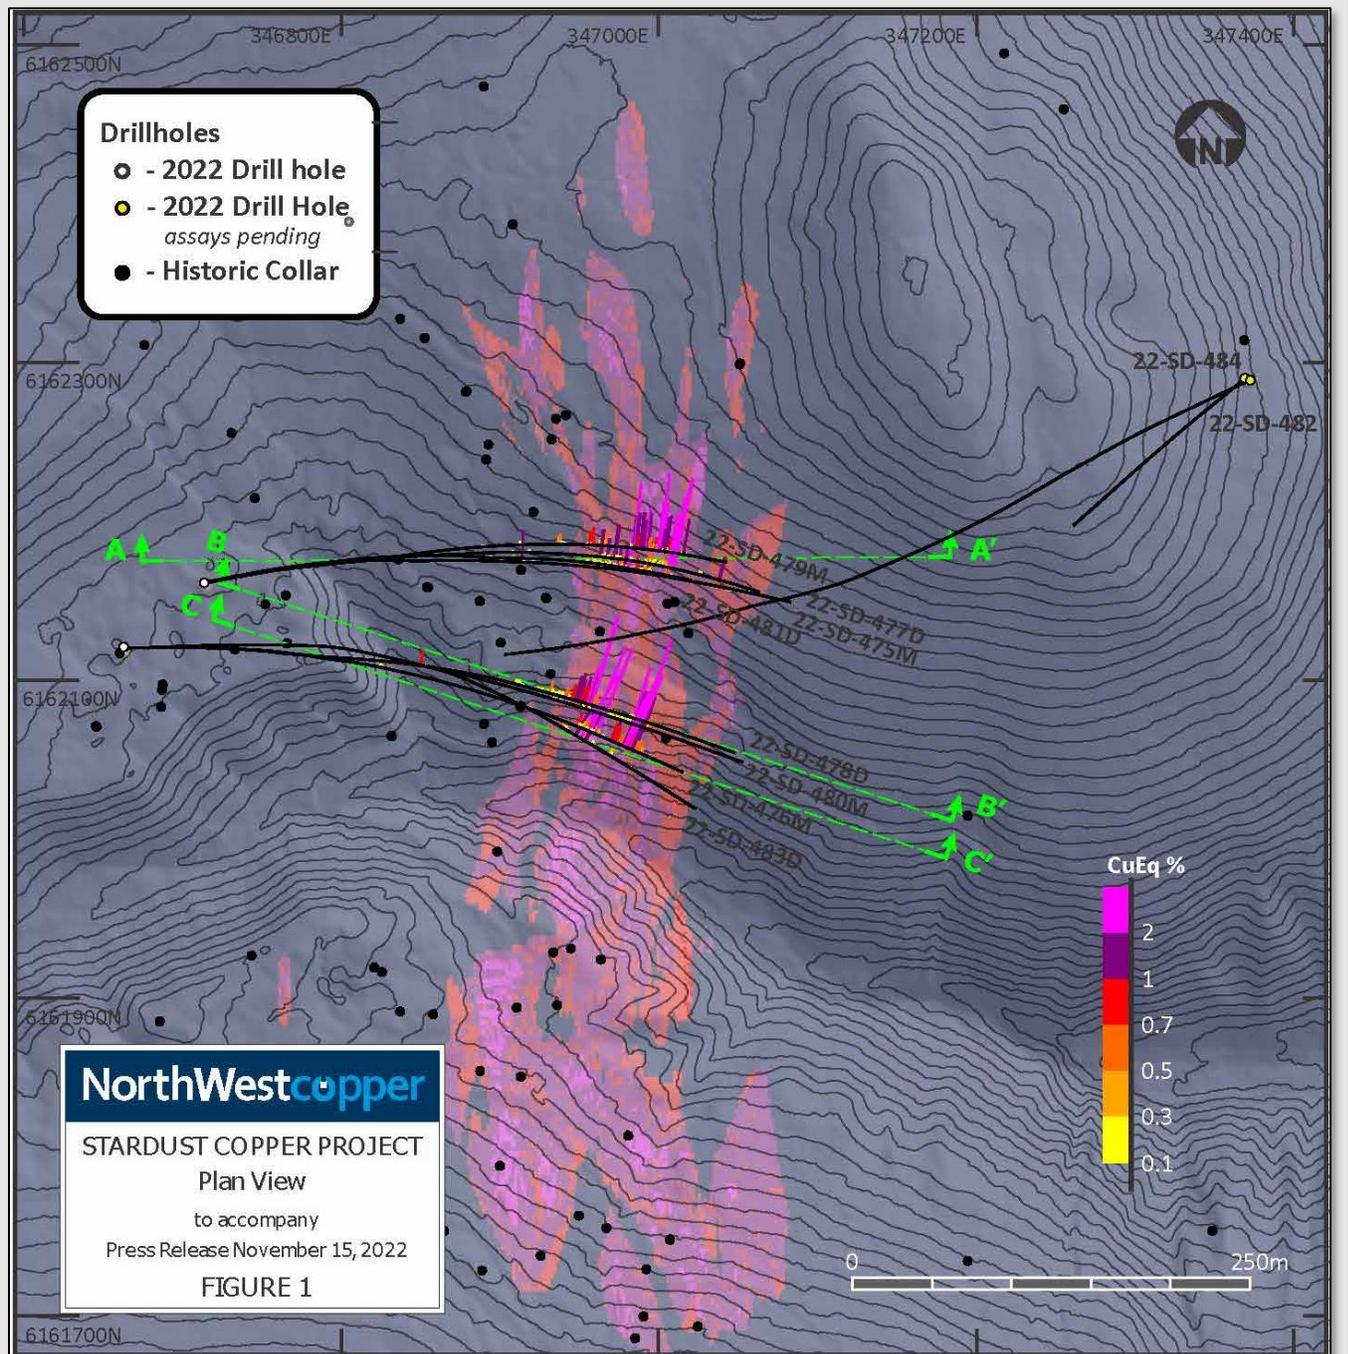 346800E
347000E
347200E
347400E
6162500N
Drillholes
- 2022 Drill hole
- 2022 Drill Hole
assays pending
- Historic Collar
N
22-SD-484
6162300N
22-SD-482
A
B
A'
22-SD-479M
C
22-SD-477D
22-SD-481D
22-SD-475M
6162100N
22-SD-478D
22-SD-480M
22-SD-476M
B'
22-SD-483D
C'
CuEq %
2
1
0.7
0.5
0.3
0.1
6161900N
NorthWestcopper
STARDUST COPPER PROJECT
Plan View
to accompany
Press Release November 15, 2022
FIGURE 1
0
250m
6161700N